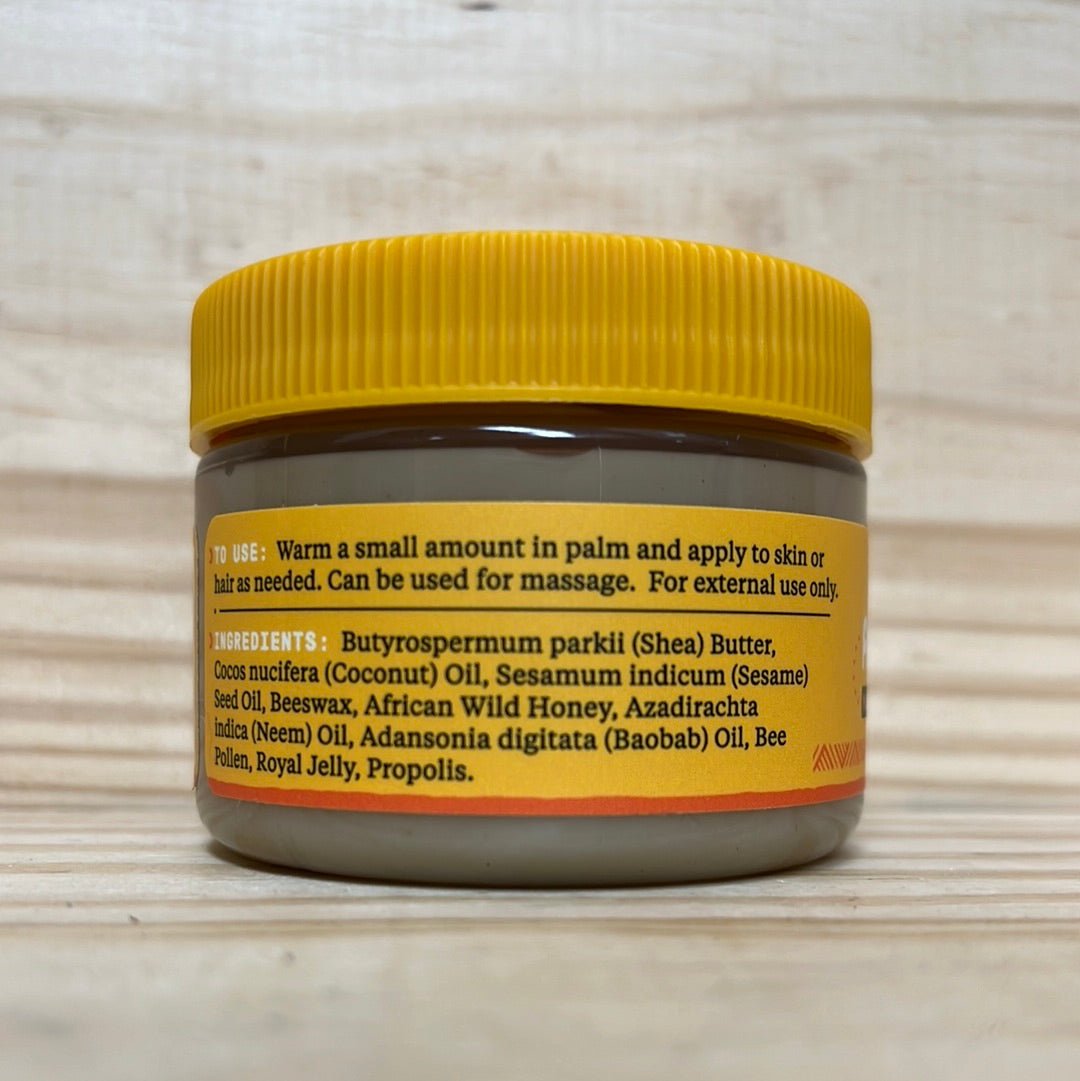 TO USE: Warm a small amount in palm and apply to skin or
hair as needed. Can be used for massage. For external use only.
INGREDIENTS: Butyrospermum parkii (Shea) Butter,
Cocos nucifera (Coconut) Oil, Sesamum indicum (Sesame)
Seed Oil, Beeswax, African Wild Honey, Azadirachta
indica (Neem) Oil, Adansonia digitata (Baobab) Oil, Bee
Pollen, Royal Jelly, Propolis.